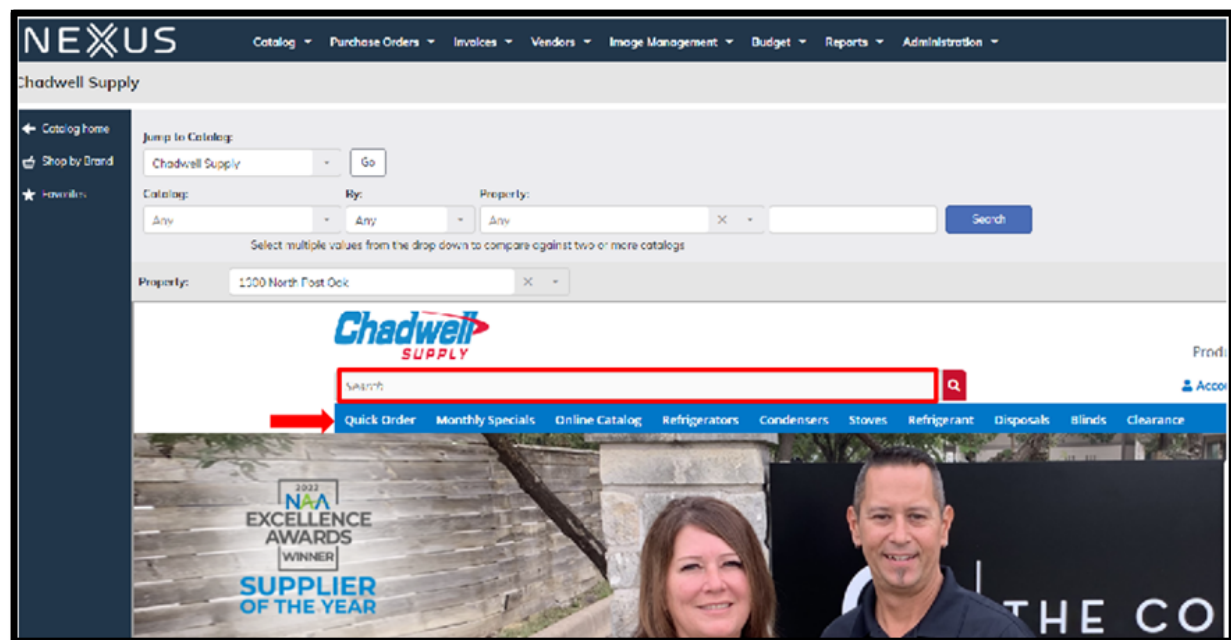 NEXUS
Catalog Purchase Orders Invoices Vendors Image Management Budget Reports Administration
Chadwell Supply
Catalog home
Shop by Brand
Favorites
Jump to Catalog:
Chadwell Supply Go
Catalog: By: Property:
Any Any Any Search
Select multiple values from the drop down to compare against two or more catalogs
Property: 1300 North Post Oak
Chadwell
SUPPLY
Search
Produ
Accou
Quick Order Monthly Specials Online Catalog Refrigerators Condensers Stoves Refrigerant Disposals Blinds Clearance
2022
NAA
EXCELLENCE
AWARDS
WINNER
SUPPLIER
OF THE YEAR
THE CO